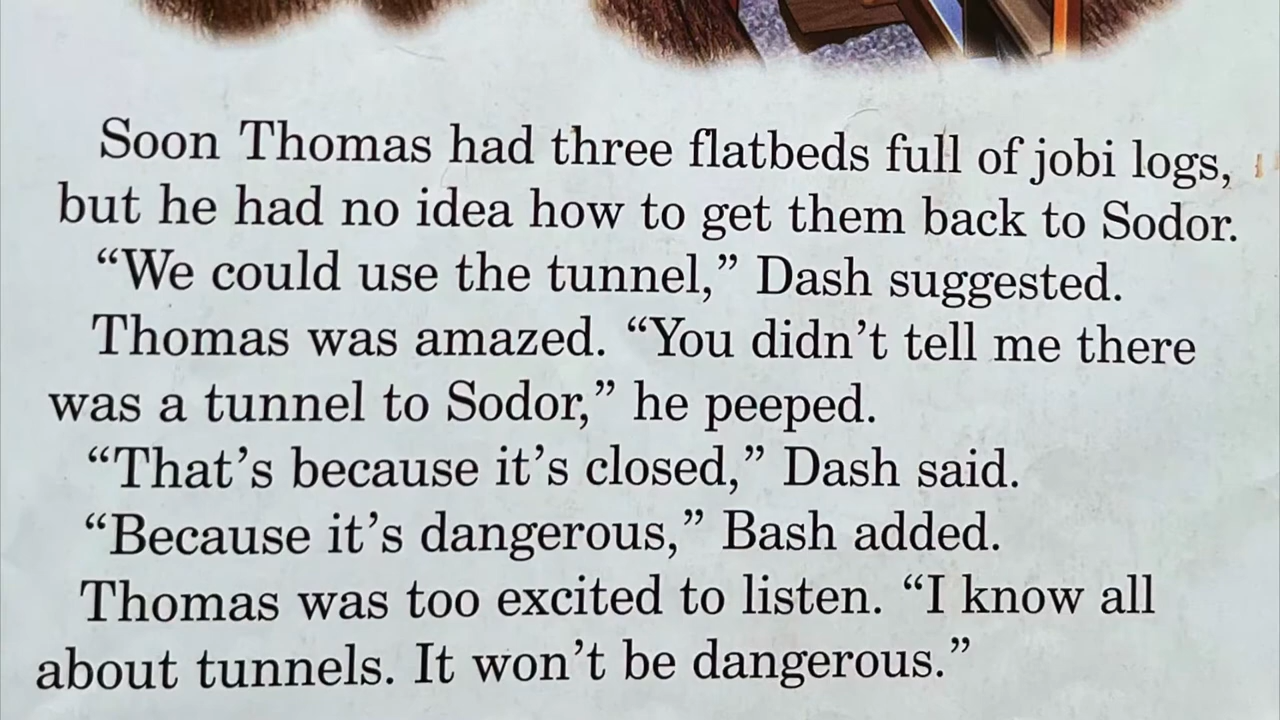 Soon Thomas had three flatbeds full of jobi logs,
but he had no idea how to get them back to Sodor.
“We could use the tunnel,” Dash suggested.
Thomas was amazed. “You didn’t tell me there
was a tunnel to Sodor,” he peeped.
“That’s because it’s closed,” Dash said.
“Because it’s dangerous,” Bash added.
Thomas was too excited to listen. “I know all
about tunnels. It won’t be dangerous.”